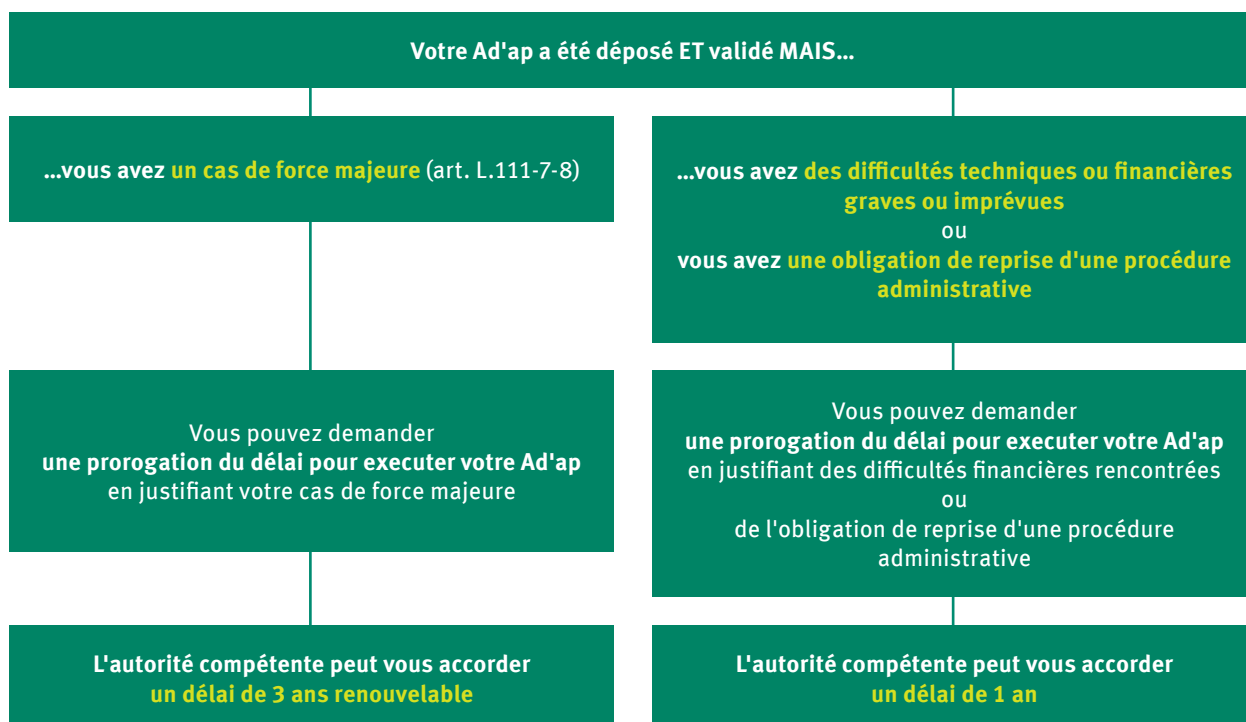 Votre Ad'ap a été déposé ET validé MAIS...
...vous avez un cas de force majeure (art. L.111-7-8)
...vous avez des difficultés techniques ou financières
graves ou imprévues
ou
vous avez une obligation de reprise d'une procédure
administrative
Vous pouvez demander
une prorogation du délai pour executer votre Ad'ap
en justifiant votre cas de force majeure
Vous pouvez demander
une prorogation du délai pour executer votre Ad'ap
en justifiant des difficultés financières rencontrées
ou
de l'obligation de reprise d'une procédure
administrative
L'autorité compétente peut vous accorder
un délai de 3 ans renouvelable
L'autorité compétente peut vous accorder
un délai de 1 an